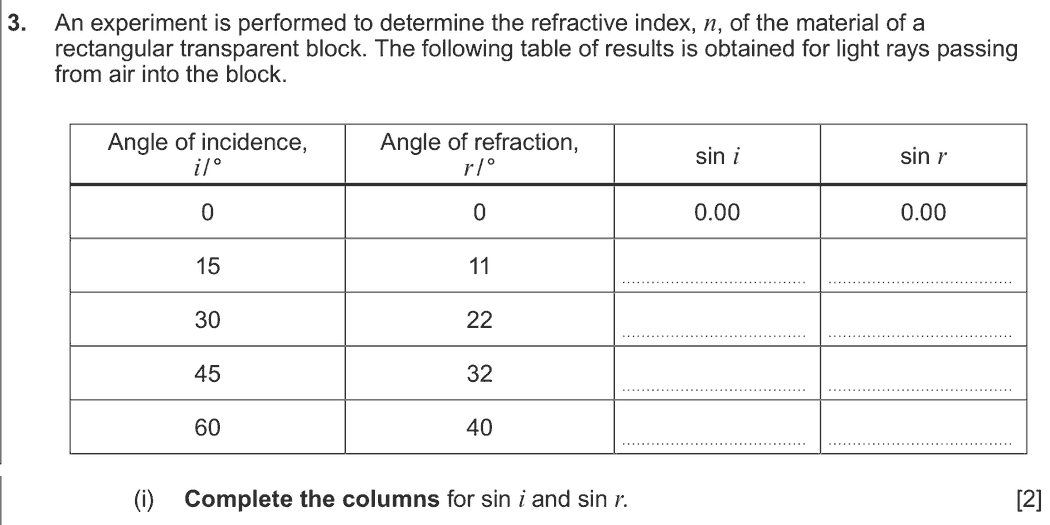 3. An experiment is performed to determine the refractive index, n, of the material of a
rectangular transparent block. The following table of results is obtained for light rays passing
from air into the block.
Angle of incidence, i/° Angle of refraction, r/° sin i sin r
0 0 0.00 0.00
15 11
30 22
45 32
60 40
(i) Complete the columns for sin i and sin r. [2]